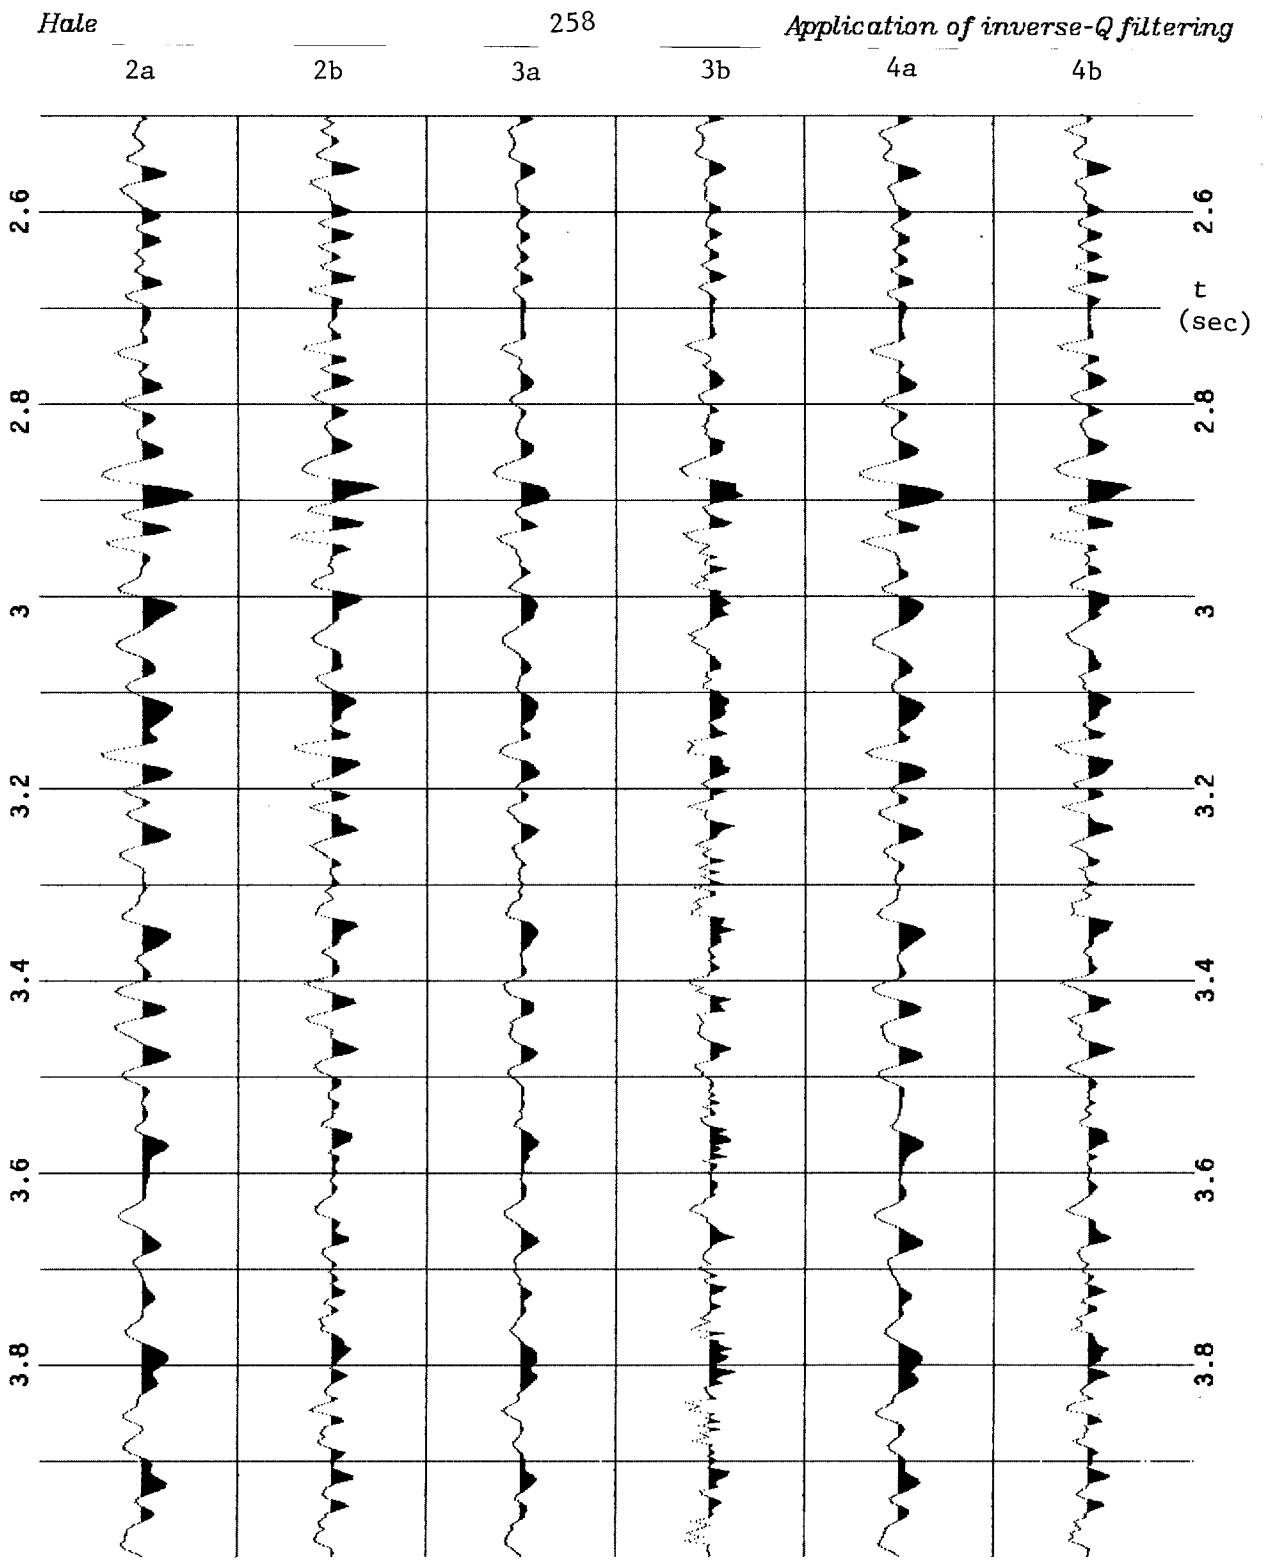 Hale 258 Application of inverse-Q filtering
2a 2b 3a 3b 4a 4b
2.6 2.6
t
(sec)
2.8 2.8
3 3
3.2 3.2
3.4 3.4
3.6 3.6
3.8 3.8